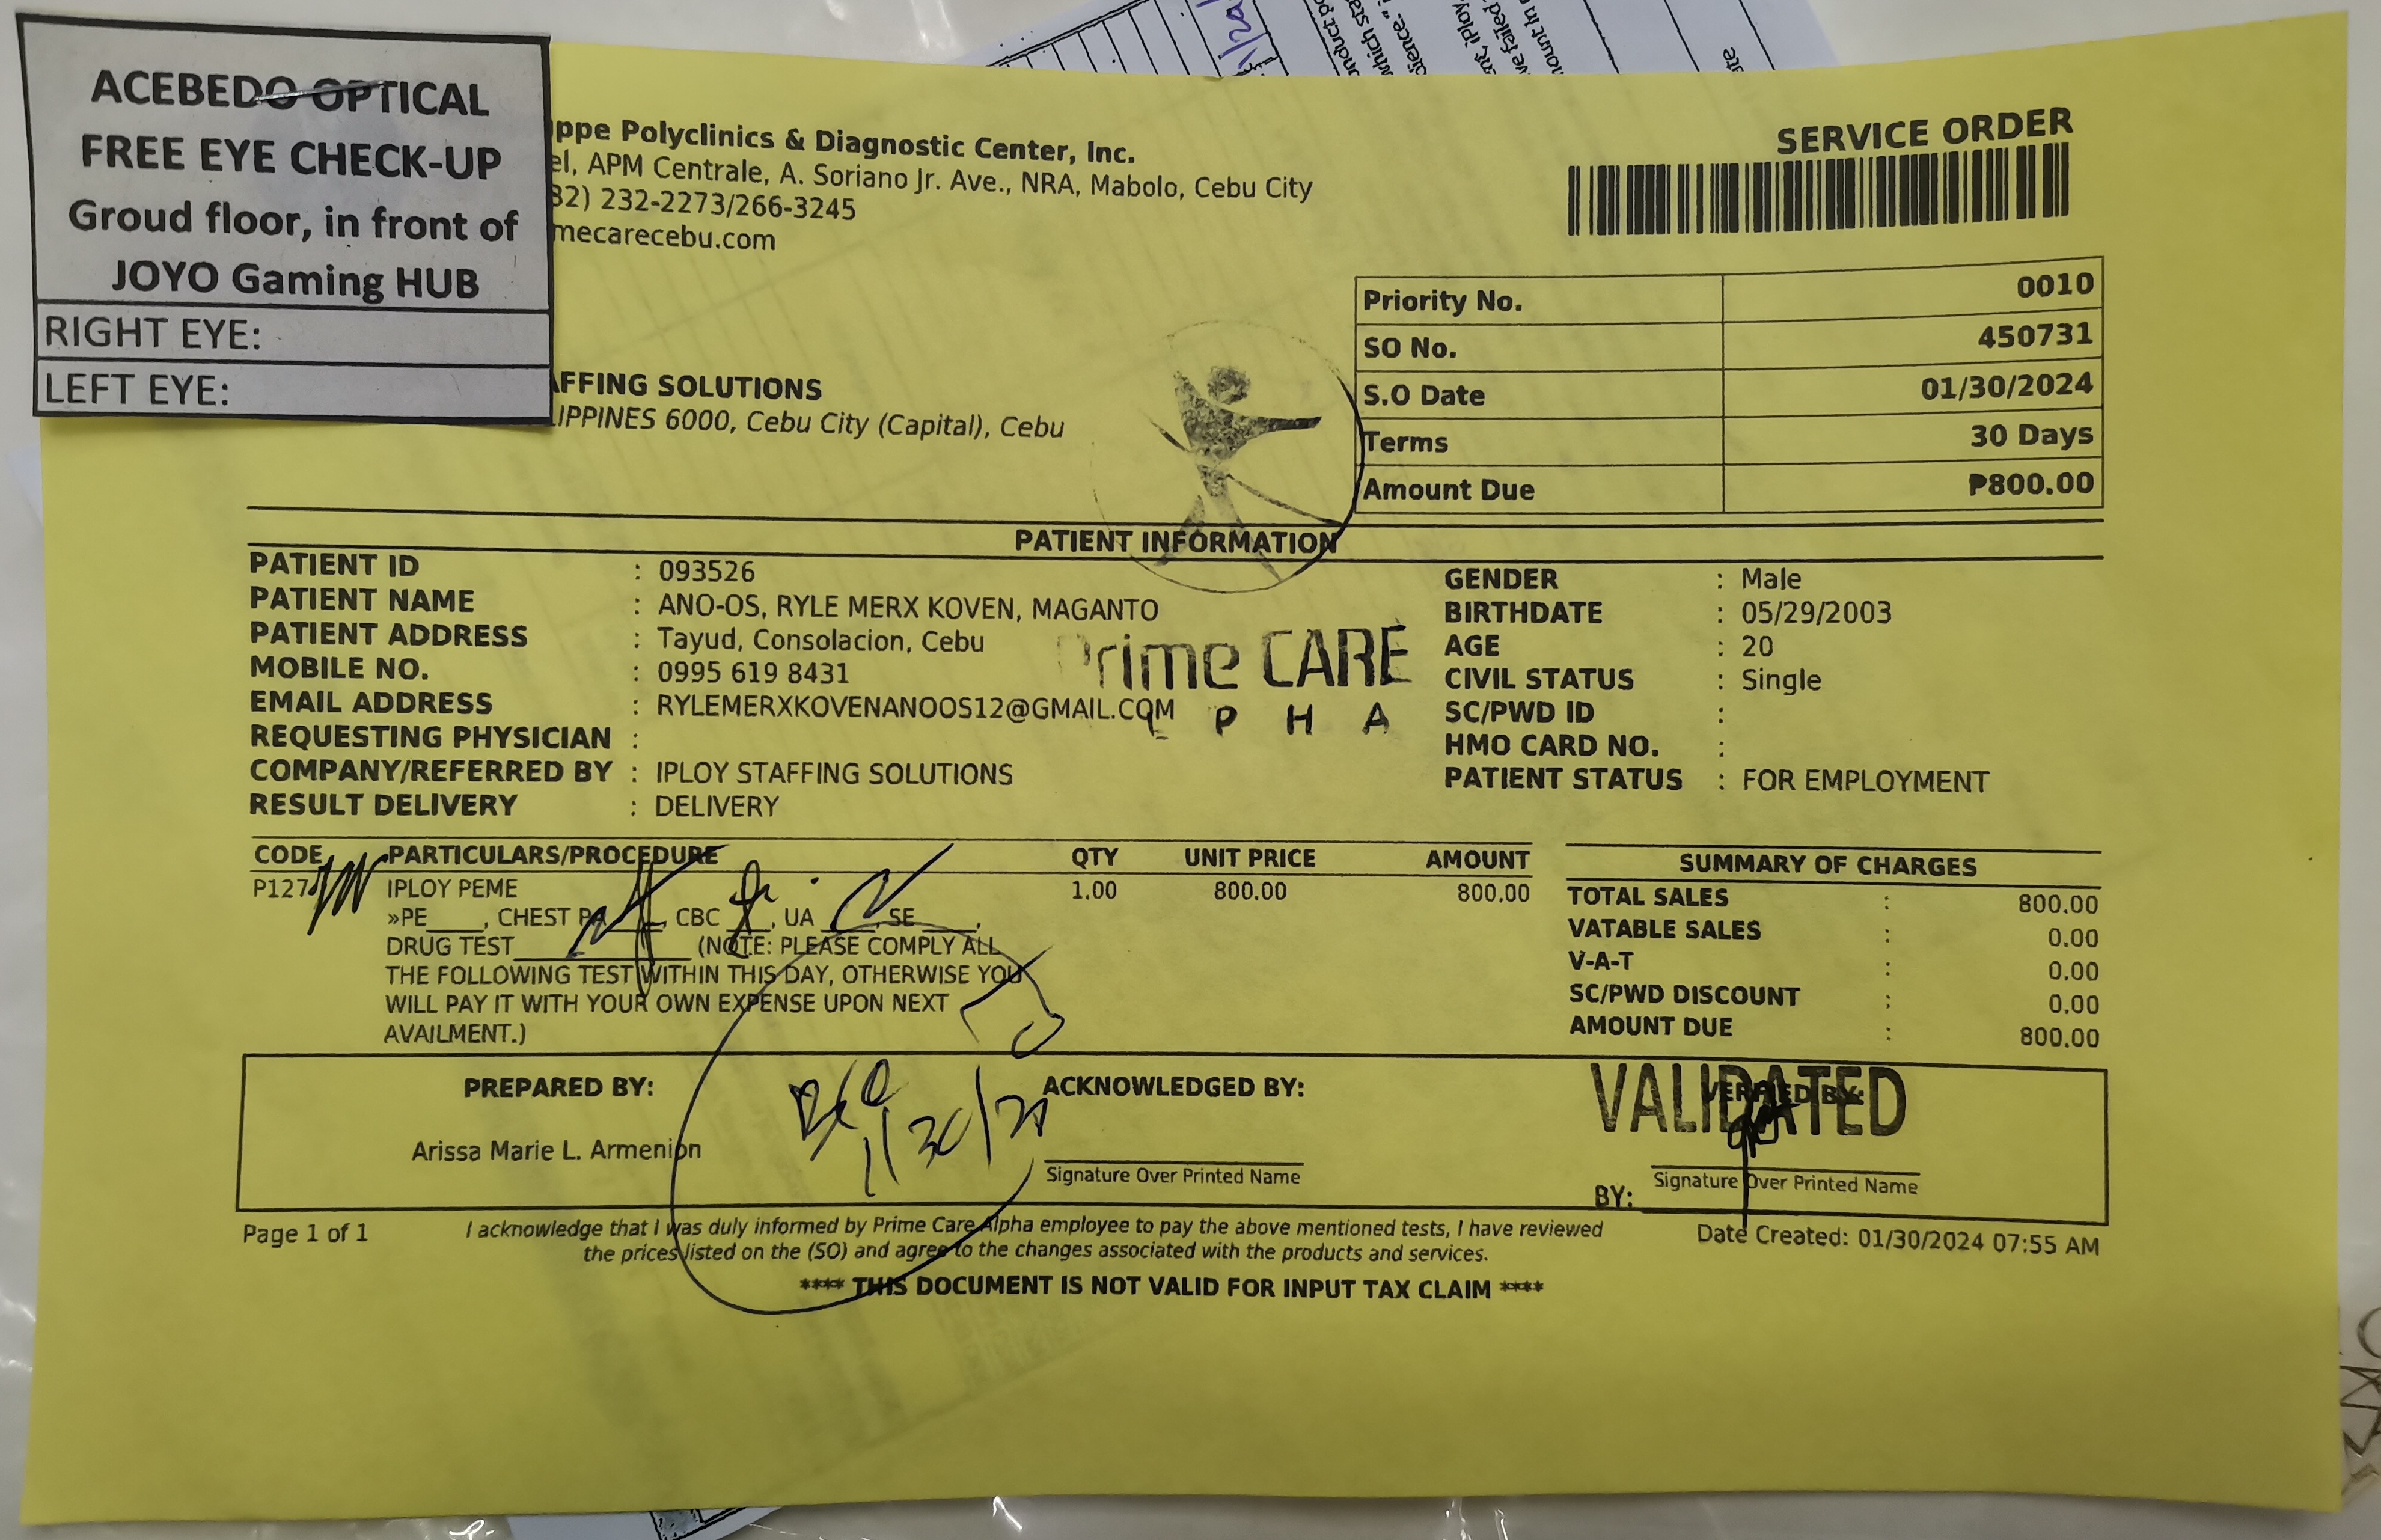 ACEBEDO OPTICAL
FREE EYE CHECK-UP
Groud floor, in front of
JOYO Gaming HUB
RIGHT EYE:
LEFT EYE:
Polyclinics & Diagnostic Center, Inc.
APM Centrale, A. Soriano Jr. Ave., NRA, Mabolo, Cebu City
232-2273/266-3245
mecarecebu.com
SOLUTIONS
6000, Cebu City (Capital), Cebu
SERVICE ORDER
Priority No. 0010
SO No. 450731
S.O Date 01/30/2024
Terms 30 Days
Amount Due ₱800.00
PATIENT INFORMATION
PATIENT ID : 093526
PATIENT NAME : ANO-OS, RYLE MERX KOVEN, MAGANTO
PATIENT ADDRESS : Tayud, Consolacion, Cebu
MOBILE NO. : 0995 619 8431
EMAIL ADDRESS : RYLEMERXKOVENANOOS12@GMAIL.COM
REQUESTING PHYSICIAN :
COMPANY/REFERRED BY : IPLOY STAFFING SOLUTIONS
RESULT DELIVERY : DELIVERY
Prime CARE
L P H A
GENDER : Male
BIRTHDATE : 05/29/2003
AGE : 20
CIVIL STATUS : Single
SC/PWD ID :
HMO CARD NO. :
PATIENT STATUS : FOR EMPLOYMENT
CODE PARTICULARS/PROCEDURE QTY UNIT PRICE AMOUNT
P127 IPLOY PEME 1.00 800.00 800.00
»PE____, CHEST PA____, CBC____, UA____, SE____,
DRUG TEST________ (NOTE: PLEASE COMPLY ALL
THE FOLLOWING TEST WITHIN THIS DAY, OTHERWISE YOU
WILL PAY IT WITH YOUR OWN EXPENSE UPON NEXT
AVAILMENT.)
SUMMARY OF CHARGES
TOTAL SALES : 800.00
VATABLE SALES : 0.00
V-A-T : 0.00
SC/PWD DISCOUNT : 0.00
AMOUNT DUE : 800.00
PREPARED BY:
Arissa Marie L. Armenion
1/30/24
ACKNOWLEDGED BY:
Signature Over Printed Name
VALIDATED
VERIFIED BY:
Signature Over Printed Name
BY:
Page 1 of 1
I acknowledge that I was duly informed by Prime Care Alpha employee to pay the above mentioned tests, I have reviewed
the prices listed on the (SO) and agree to the changes associated with the products and services.
Date Created: 01/30/2024 07:55 AM
**** THIS DOCUMENT IS NOT VALID FOR INPUT TAX CLAIM ****